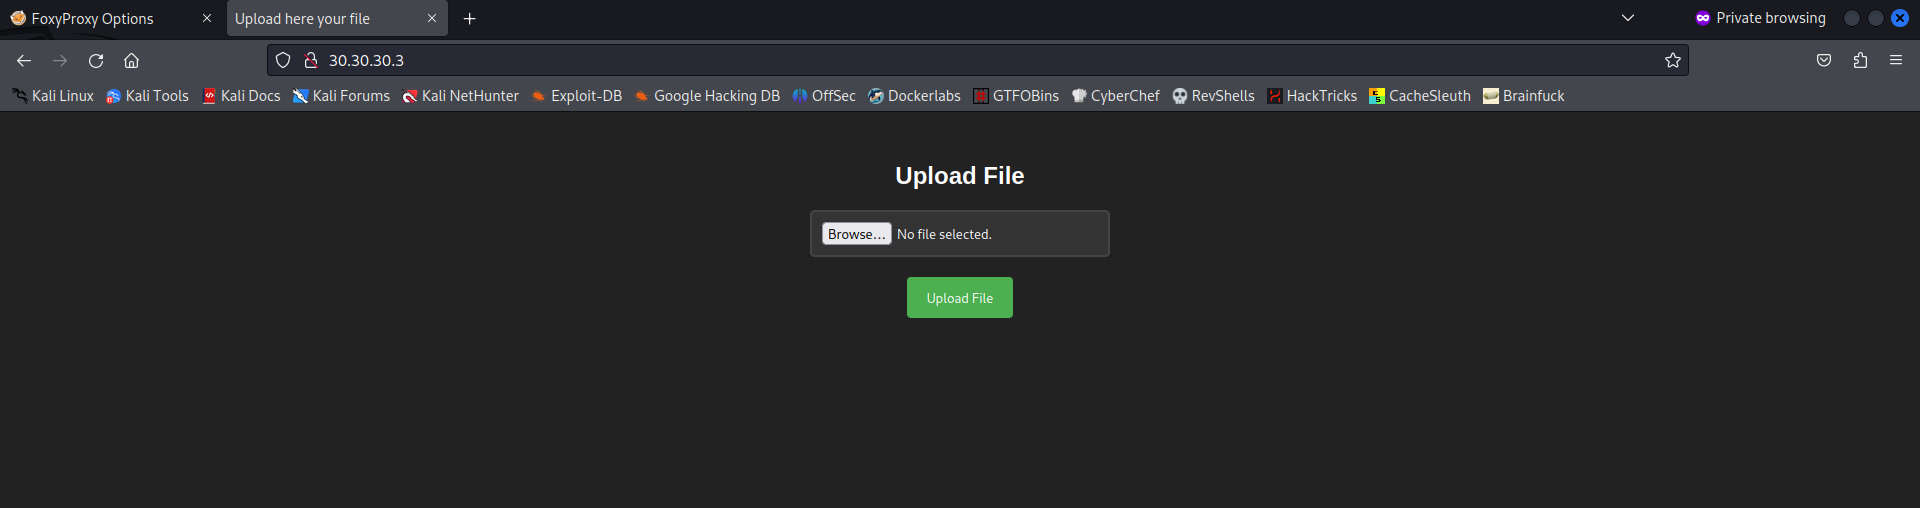 FoxyProxy Options
Upload here your file
Private browsing
30.30.30.3
Kali Linux Kali Tools Kali Docs Kali Forums Kali NetHunter Exploit-DB Google Hacking DB OffSec Dockerlabs GTFOBins CyberChef RevShells HackTricks CacheSleuth Brainfuck
Upload File
Browse... No file selected.
Upload File